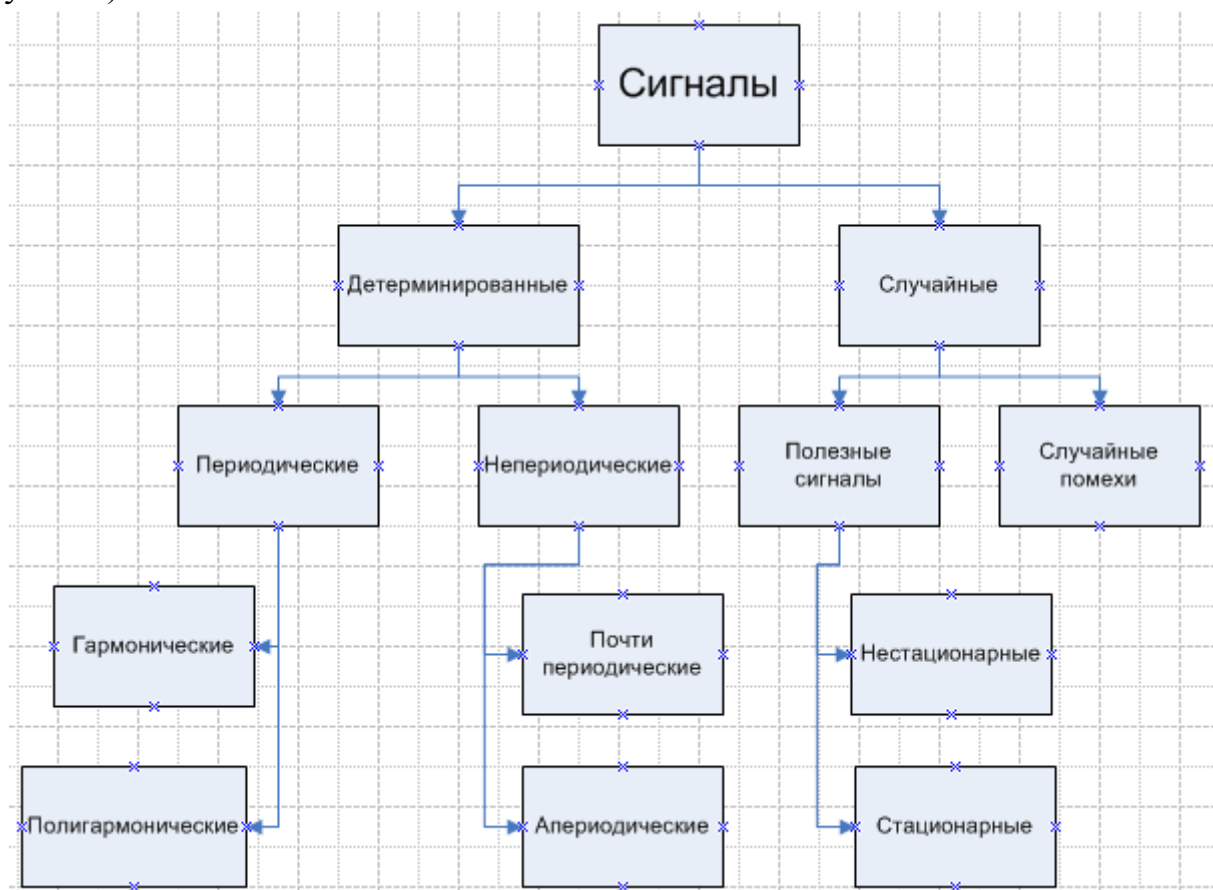 Сигналы
Детерминированные
Случайные
Периодические
Непериодические
Полезные
сигналы
Случайные
помехи
Гармонические
Почти
периодические
Нестационарные
Полигармонические
Апериодические
Стационарные